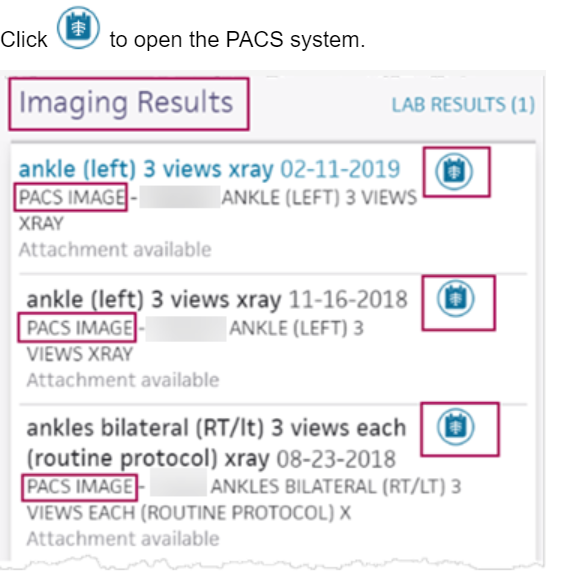 Click to open the PACS system.
Imaging Results
LAB RESULTS (1)
ankle (left) 3 views xray 02-11-2019
PACS IMAGE - ANKLE (LEFT) 3 VIEWS
XRAY
Attachment available
ankle (left) 3 views xray 11-16-2018
PACS IMAGE - ANKLE (LEFT) 3
VIEWS XRAY
Attachment available
ankles bilateral (RT/lt) 3 views each
(routine protocol) xray 08-23-2018
PACS IMAGE - ANKLES BILATERAL (RT/LT) 3
VIEWS EACH (ROUTINE PROTOCOL) X
Attachment available